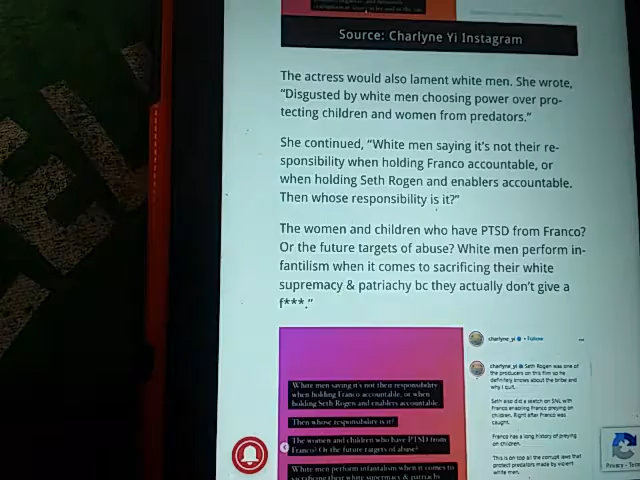 Source: Charlyne Yi Instagram
The actress would also lament white men. She wrote,
“Disgusted by white men choosing power over pro-
tecting children and women from predators.”
She continued, “White men saying it's not their re-
sponsibility when holding Franco accountable, or
when holding Seth Rogen and enablers accountable.
Then whose responsibility is it?”
The women and children who have PTSD from Franco?
Or the future targets of abuse? White men perform in-
fantilism when it comes to sacrificing their white
supremacy & patriachy bc they actually don't give a
f***.”
White men saying it's not their responsibility
when holding Franco accountable, or when
holding Seth Rogen and enablers accountable.
Then whose responsibility is it?
The women and children who have PTSD from
Franco? Or the future targets of abuse?
White men perform infantalism when it comes to
sacrificing their white supremacy & patriachy
charlyne_yi • Follow
charlyne_yi Seth Rogen was one of
the producers on this film so he
definitely knows about the bribe and
why I quit.
Seth also did a sketch on SNL with
Franco enabling Franco preying on
children. Right after Franco was
caught.
Franco has a long history of preying
on children.
This is on top all the corrupt laws that
protect predators made by violent
white men.
Privacy - Terms